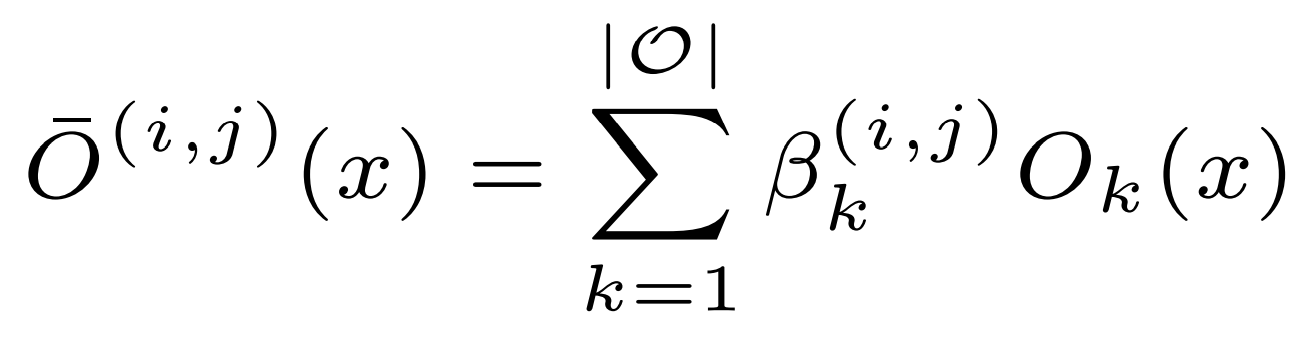 $\bar{O}^{(i,j)}(x) = \sum_{k=1}^{|\mathcal{O}|} \beta_k^{(i,j)} O_k(x)$